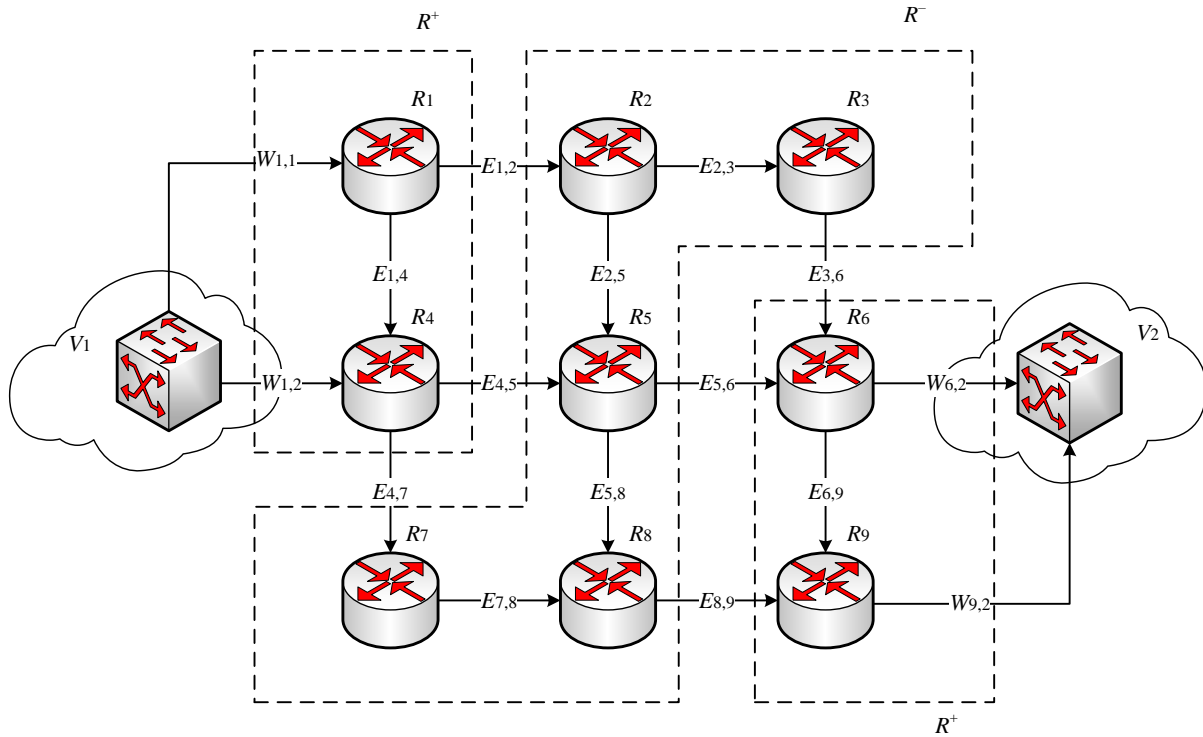 R⁺
R⁻
R1
R2
R3
W1,1
E1,2
E2,3
E1,4
E2,5
E3,6
V1
R4
R5
R6
V2
W1,2
E4,5
E5,6
W6,2
E4,7
E5,8
E6,9
R7
R8
R9
E7,8
E8,9
W9,2
R⁺